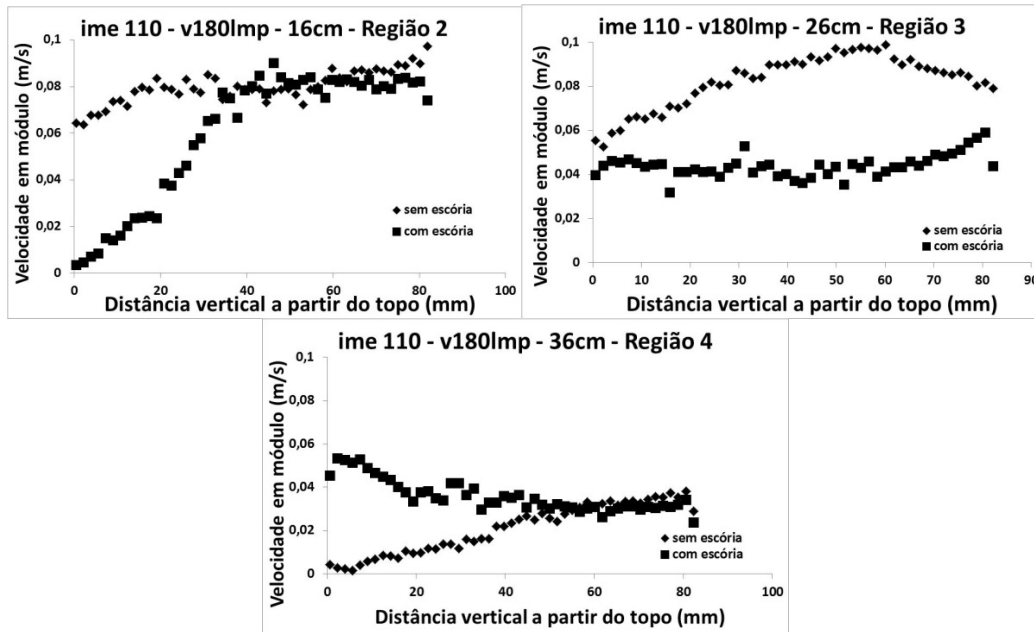 ime 110 - v180lmp - 16cm - Região 2
Velocidade em módulo (m/s)
0,1
0,08
0,06
0,04
0,02
0
0 20 40 60 80 100
sem escória
com escória
Distância vertical a partir do topo (mm)
ime 110 - v180lmp - 26cm - Região 3
Velocidade em módulo (m/s)
0,1
0,08
0,06
0,04
0,02
0
0 10 20 30 40 50 60 70 80 90
sem escória
com escória
Distância vertical a partir do topo (mm)
ime 110 - v180lmp - 36cm - Região 4
Velocidade em módulo (m/s)
0,1
0,08
0,06
0,04
0,02
0
0 20 40 60 80 100
sem escória
com escória
Distância vertical a partir do topo (mm)